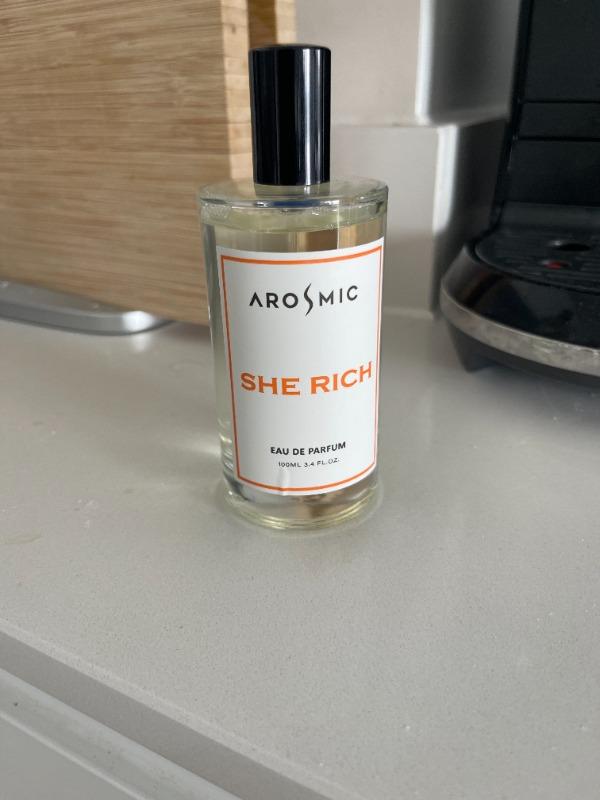 AROSMIC
SHE RICH
EAU DE PARFUM
100ML 3.4 FL.OZ.